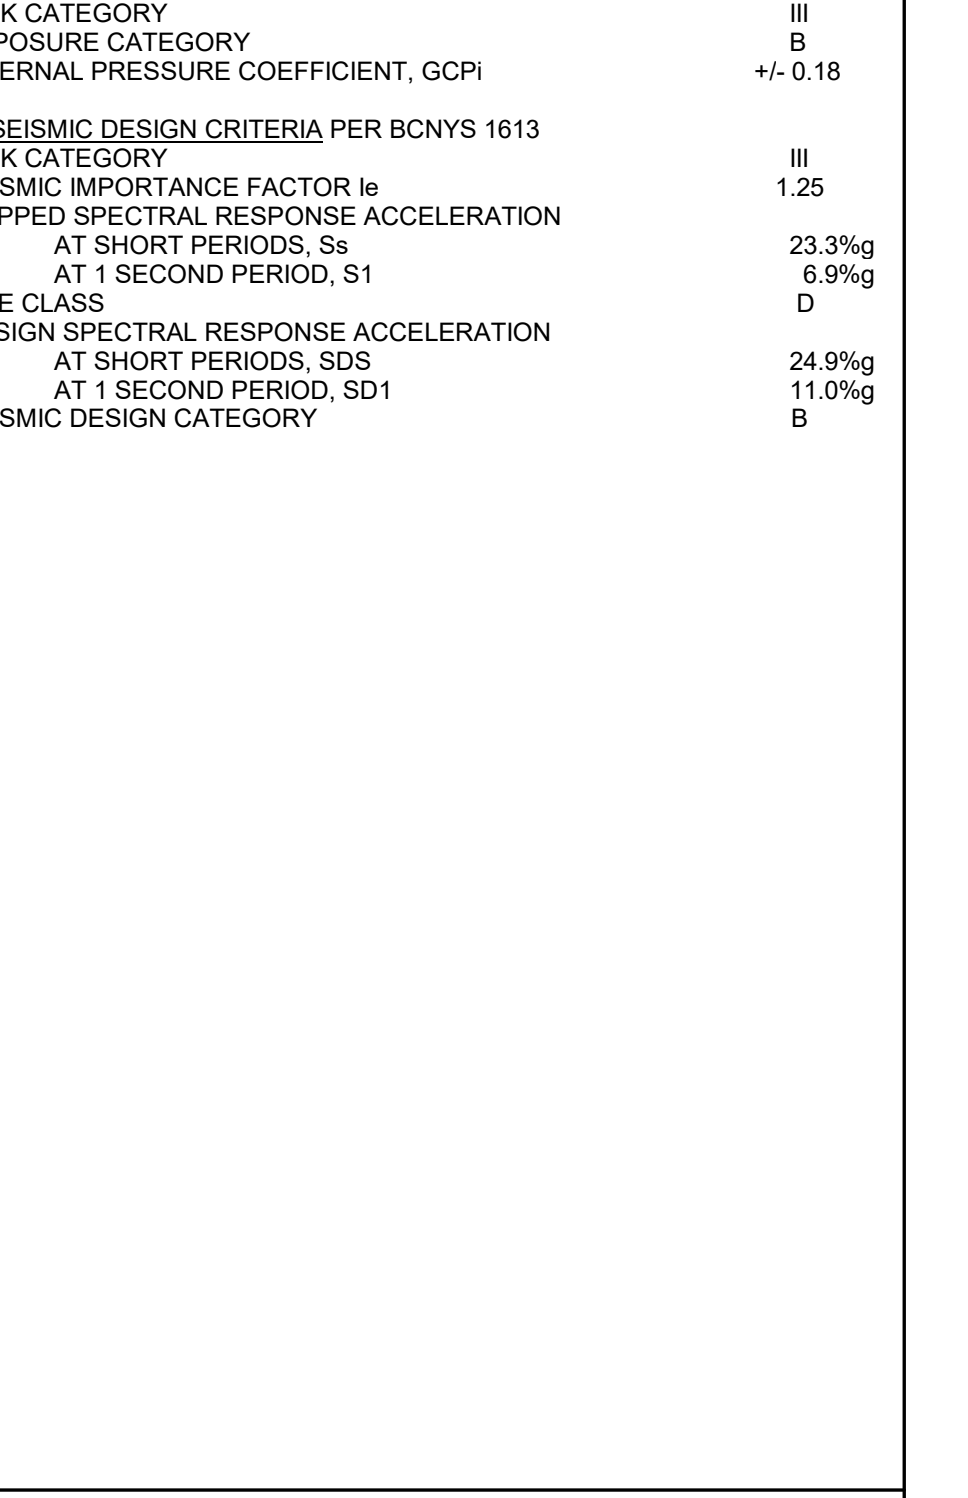 K CATEGORY III
POSURE CATEGORY B
ERNAL PRESSURE COEFFICIENT, GCPi +/- 0.18
SEISMIC DESIGN CRITERIA PER BCNYS 1613
K CATEGORY III
SMIC IMPORTANCE FACTOR Ie 1.25
PPED SPECTRAL RESPONSE ACCELERATION
AT SHORT PERIODS, Ss 23.3%g
AT 1 SECOND PERIOD, S1 6.9%g
E CLASS D
SIGN SPECTRAL RESPONSE ACCELERATION
AT SHORT PERIODS, SDS 24.9%g
AT 1 SECOND PERIOD, SD1 11.0%g
SMIC DESIGN CATEGORY B